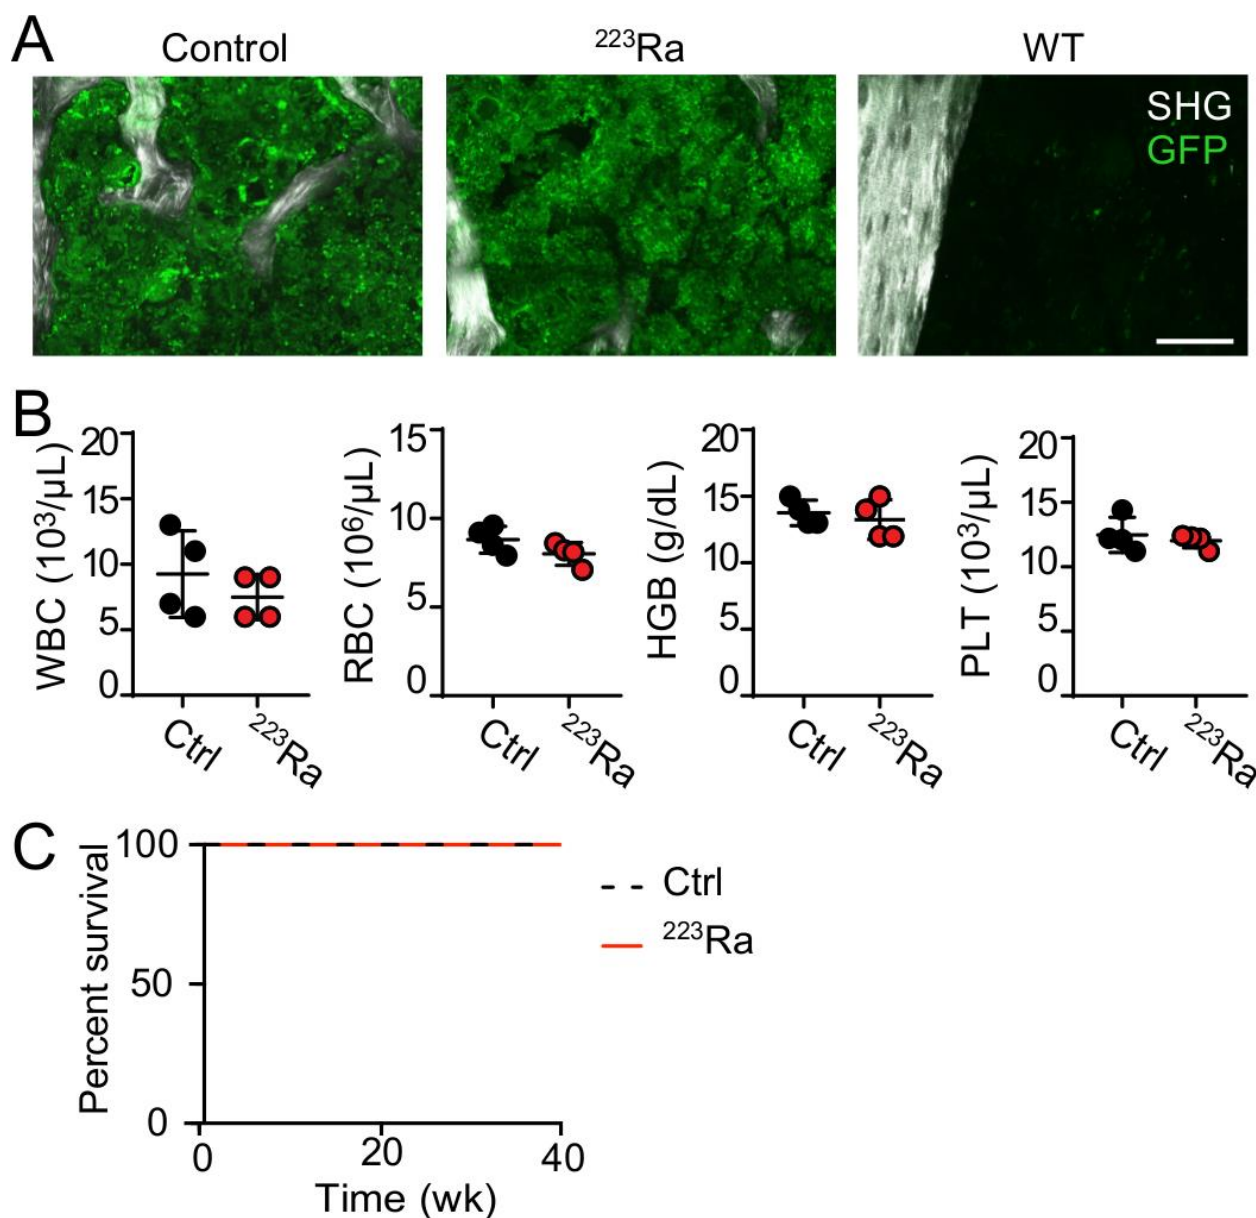 A
Control
²²³Ra
WT
SHG
GFP
B
WBC (10³/µL)
20
15
10
5
0
Ctrl
²²³Ra
RBC (10⁶/µL)
15
10
5
0
Ctrl
²²³Ra
HGB (g/dL)
20
15
10
5
0
Ctrl
²²³Ra
PLT (10³/µL)
20
15
10
5
0
Ctrl
²²³Ra
C
Percent survival
100
50
0
0
20
40
Time (wk)
Ctrl
²²³Ra